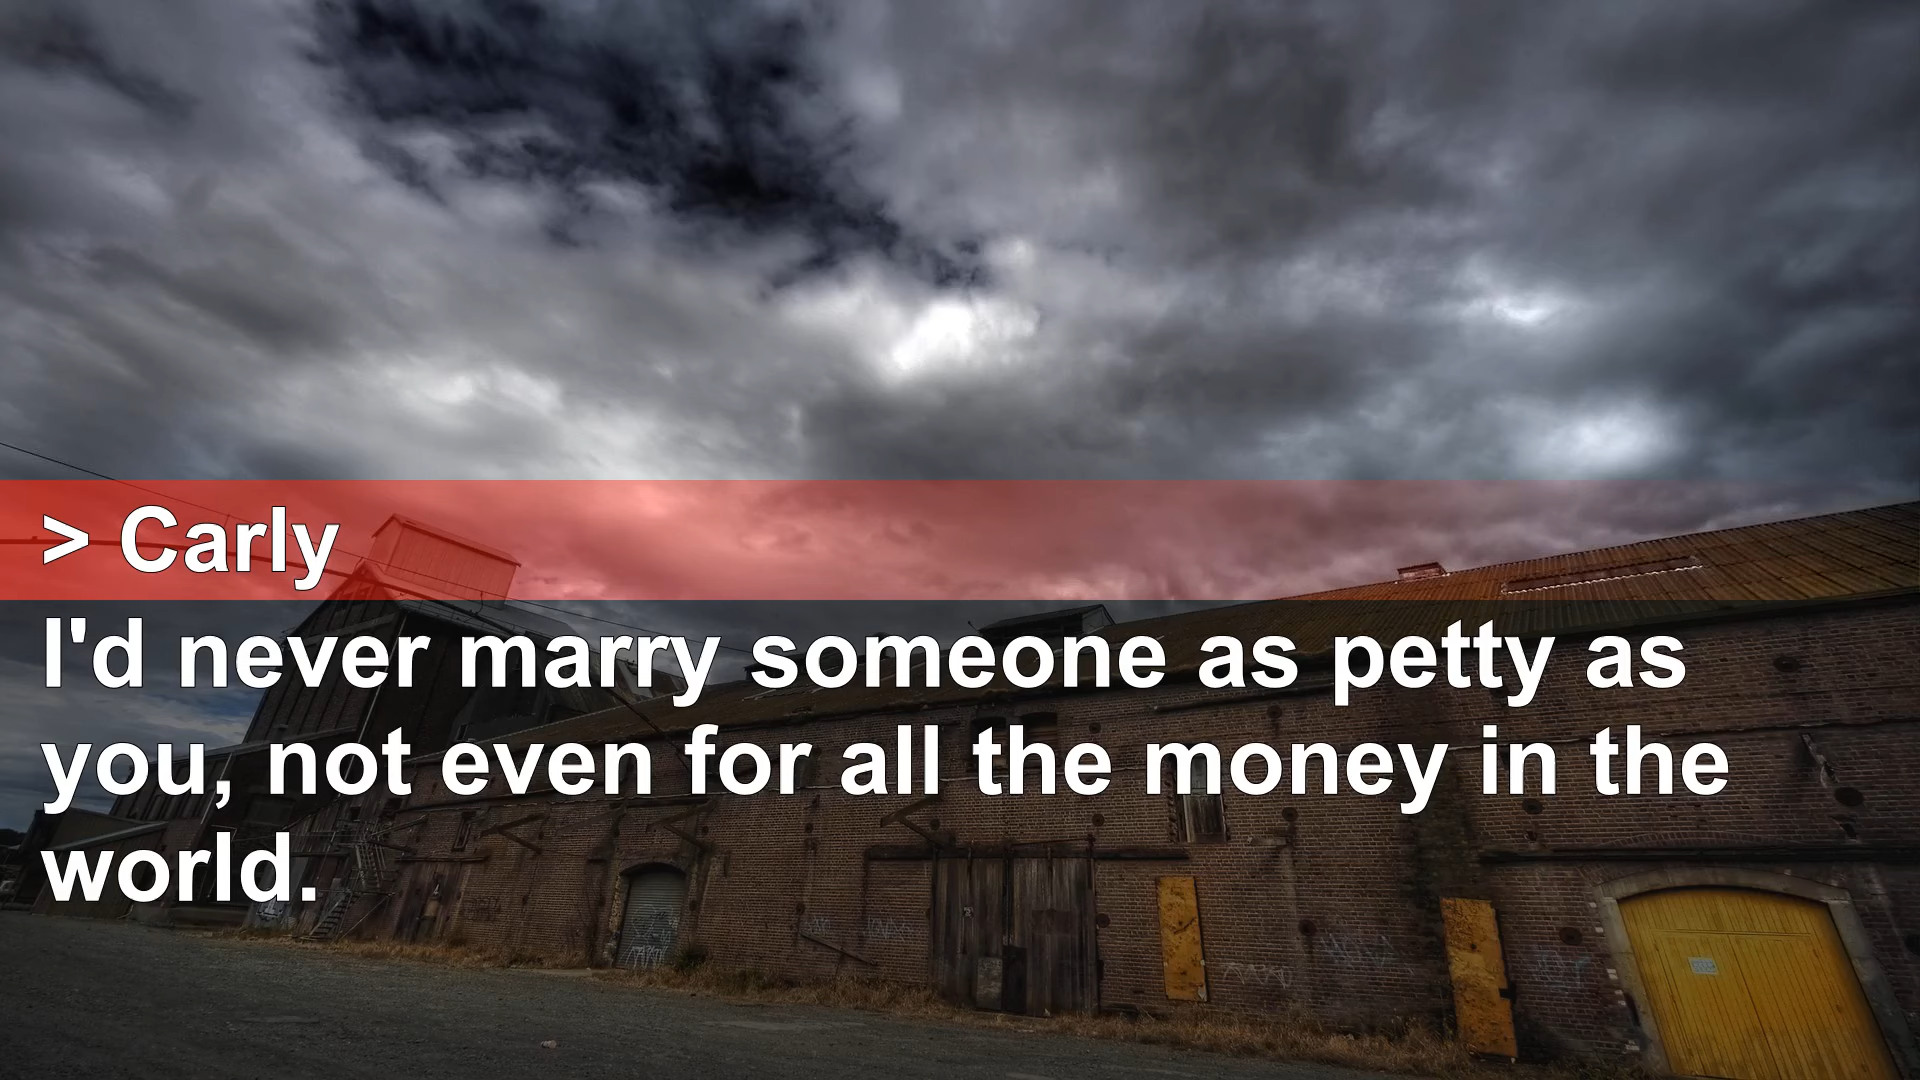 > Carly
I'd never marry someone as petty as
you, not even for all the money in the
world.